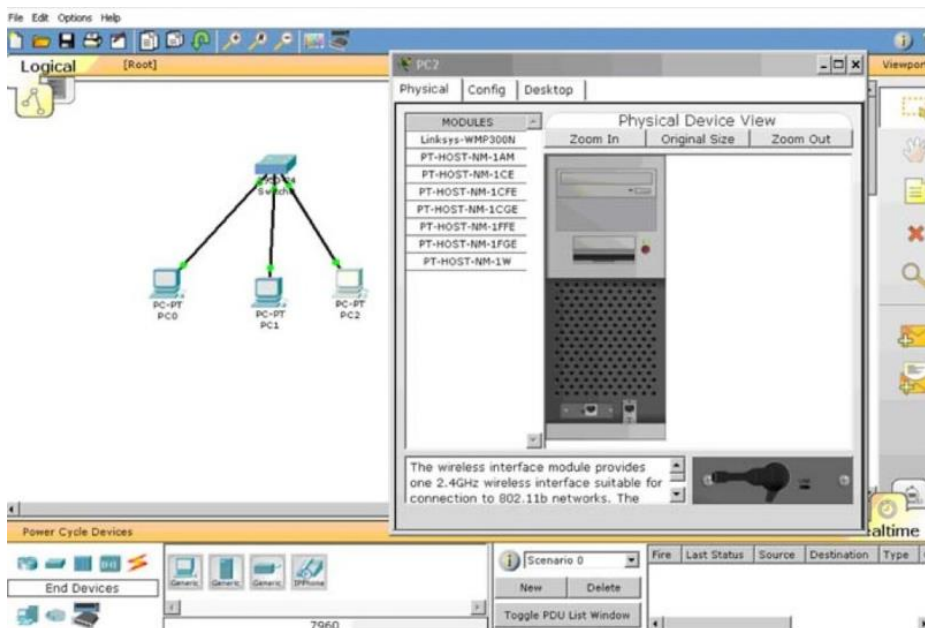 File Edit Options Help
Logical [Root] Viewpor
PC2
Physical Config Desktop
MODULES
Linksys-WMP300N
PT-HOST-NM-1AM
PT-HOST-NM-1CE
PT-HOST-NM-1CFE
PT-HOST-NM-1CGE
PT-HOST-NM-1FFE
PT-HOST-NM-1FGE
PT-HOST-NM-1W
Physical Device View
Zoom In Original Size Zoom Out
PC-PT
PC0
PC-PT
PC1
PC-PT
PC2
The wireless interface module provides
one 2.4GHz wireless interface suitable for
connection to 802.11b networks. The
Power Cycle Devices
ealtime
End Devices
Generic Generic Generic IPPhone
7960
Scenario 0
New Delete
Toggle PDU List Window
Fire Last Status Source Destination Type